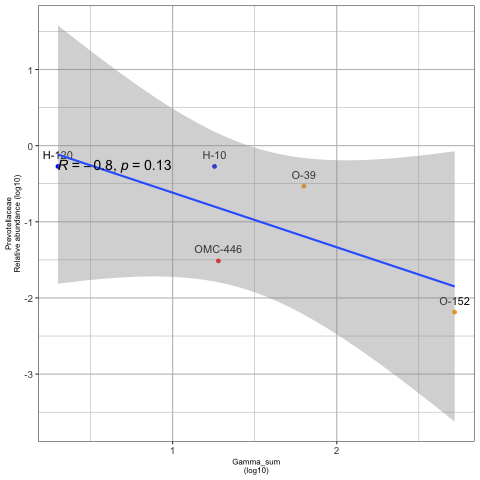 H-130
H-10
R = −0.8, p = 0.13
O-39
OMC-446
O-152
1
0
-1
-2
-3
Prevotellaceae
Relative abundance (log10)
1
2
Gamma_sum
(log10)